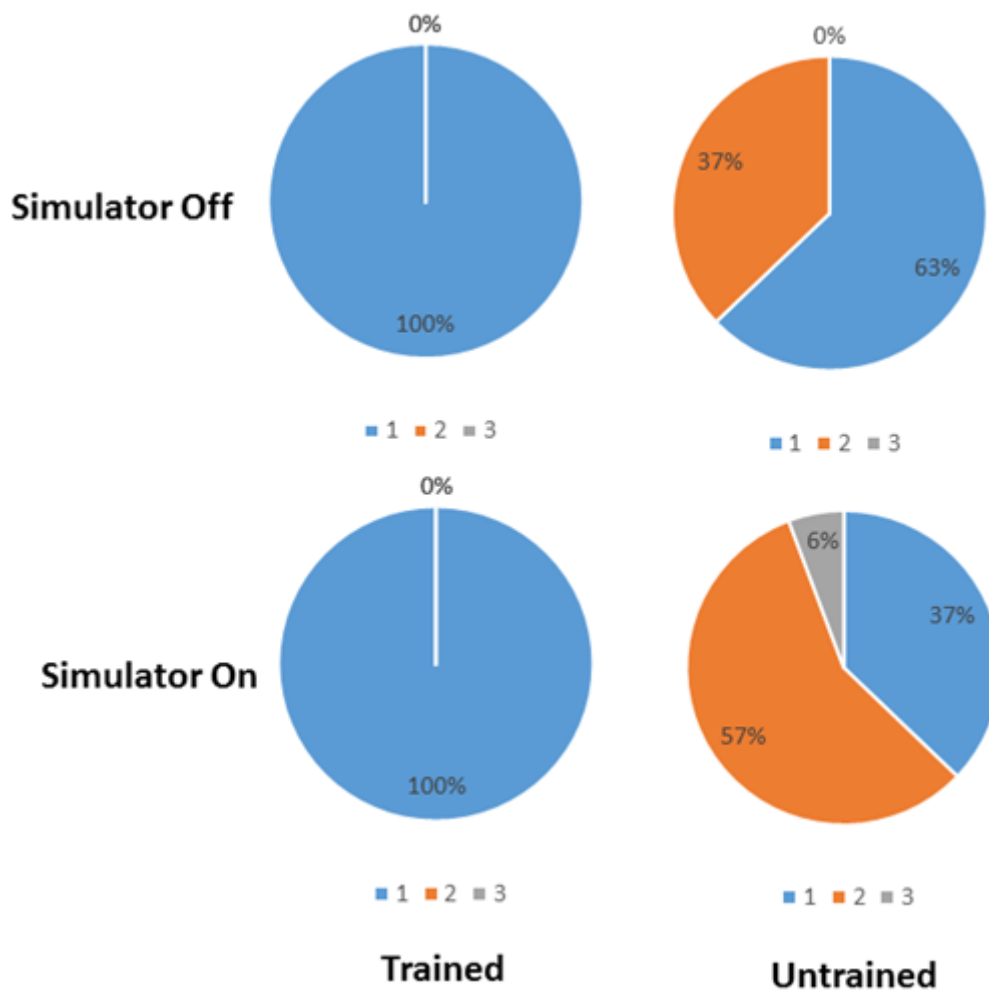 0%
0%
37%
Simulator Off
63%
100%
1 2 3
1 2 3
0%
6%
37%
Simulator On
57%
100%
1 2 3
1 2 3
Trained
Untrained